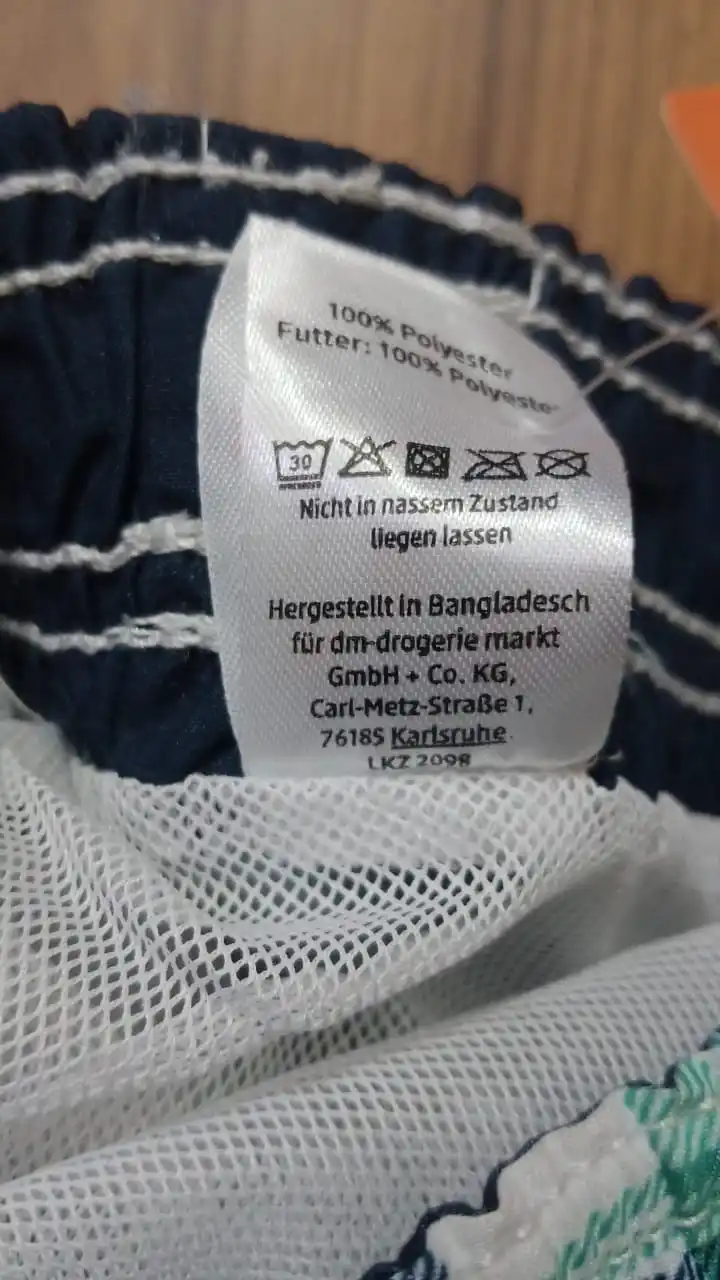 100% Polyester
Futter: 100% Polyester
30
Nicht in nassem Zustand
liegen lassen
Hergestellt in Bangladesch
für dm-drogerie markt
GmbH + Co. KG,
Carl-Metz-Straße 1,
76185 Karlsruhe
LKZ 2098